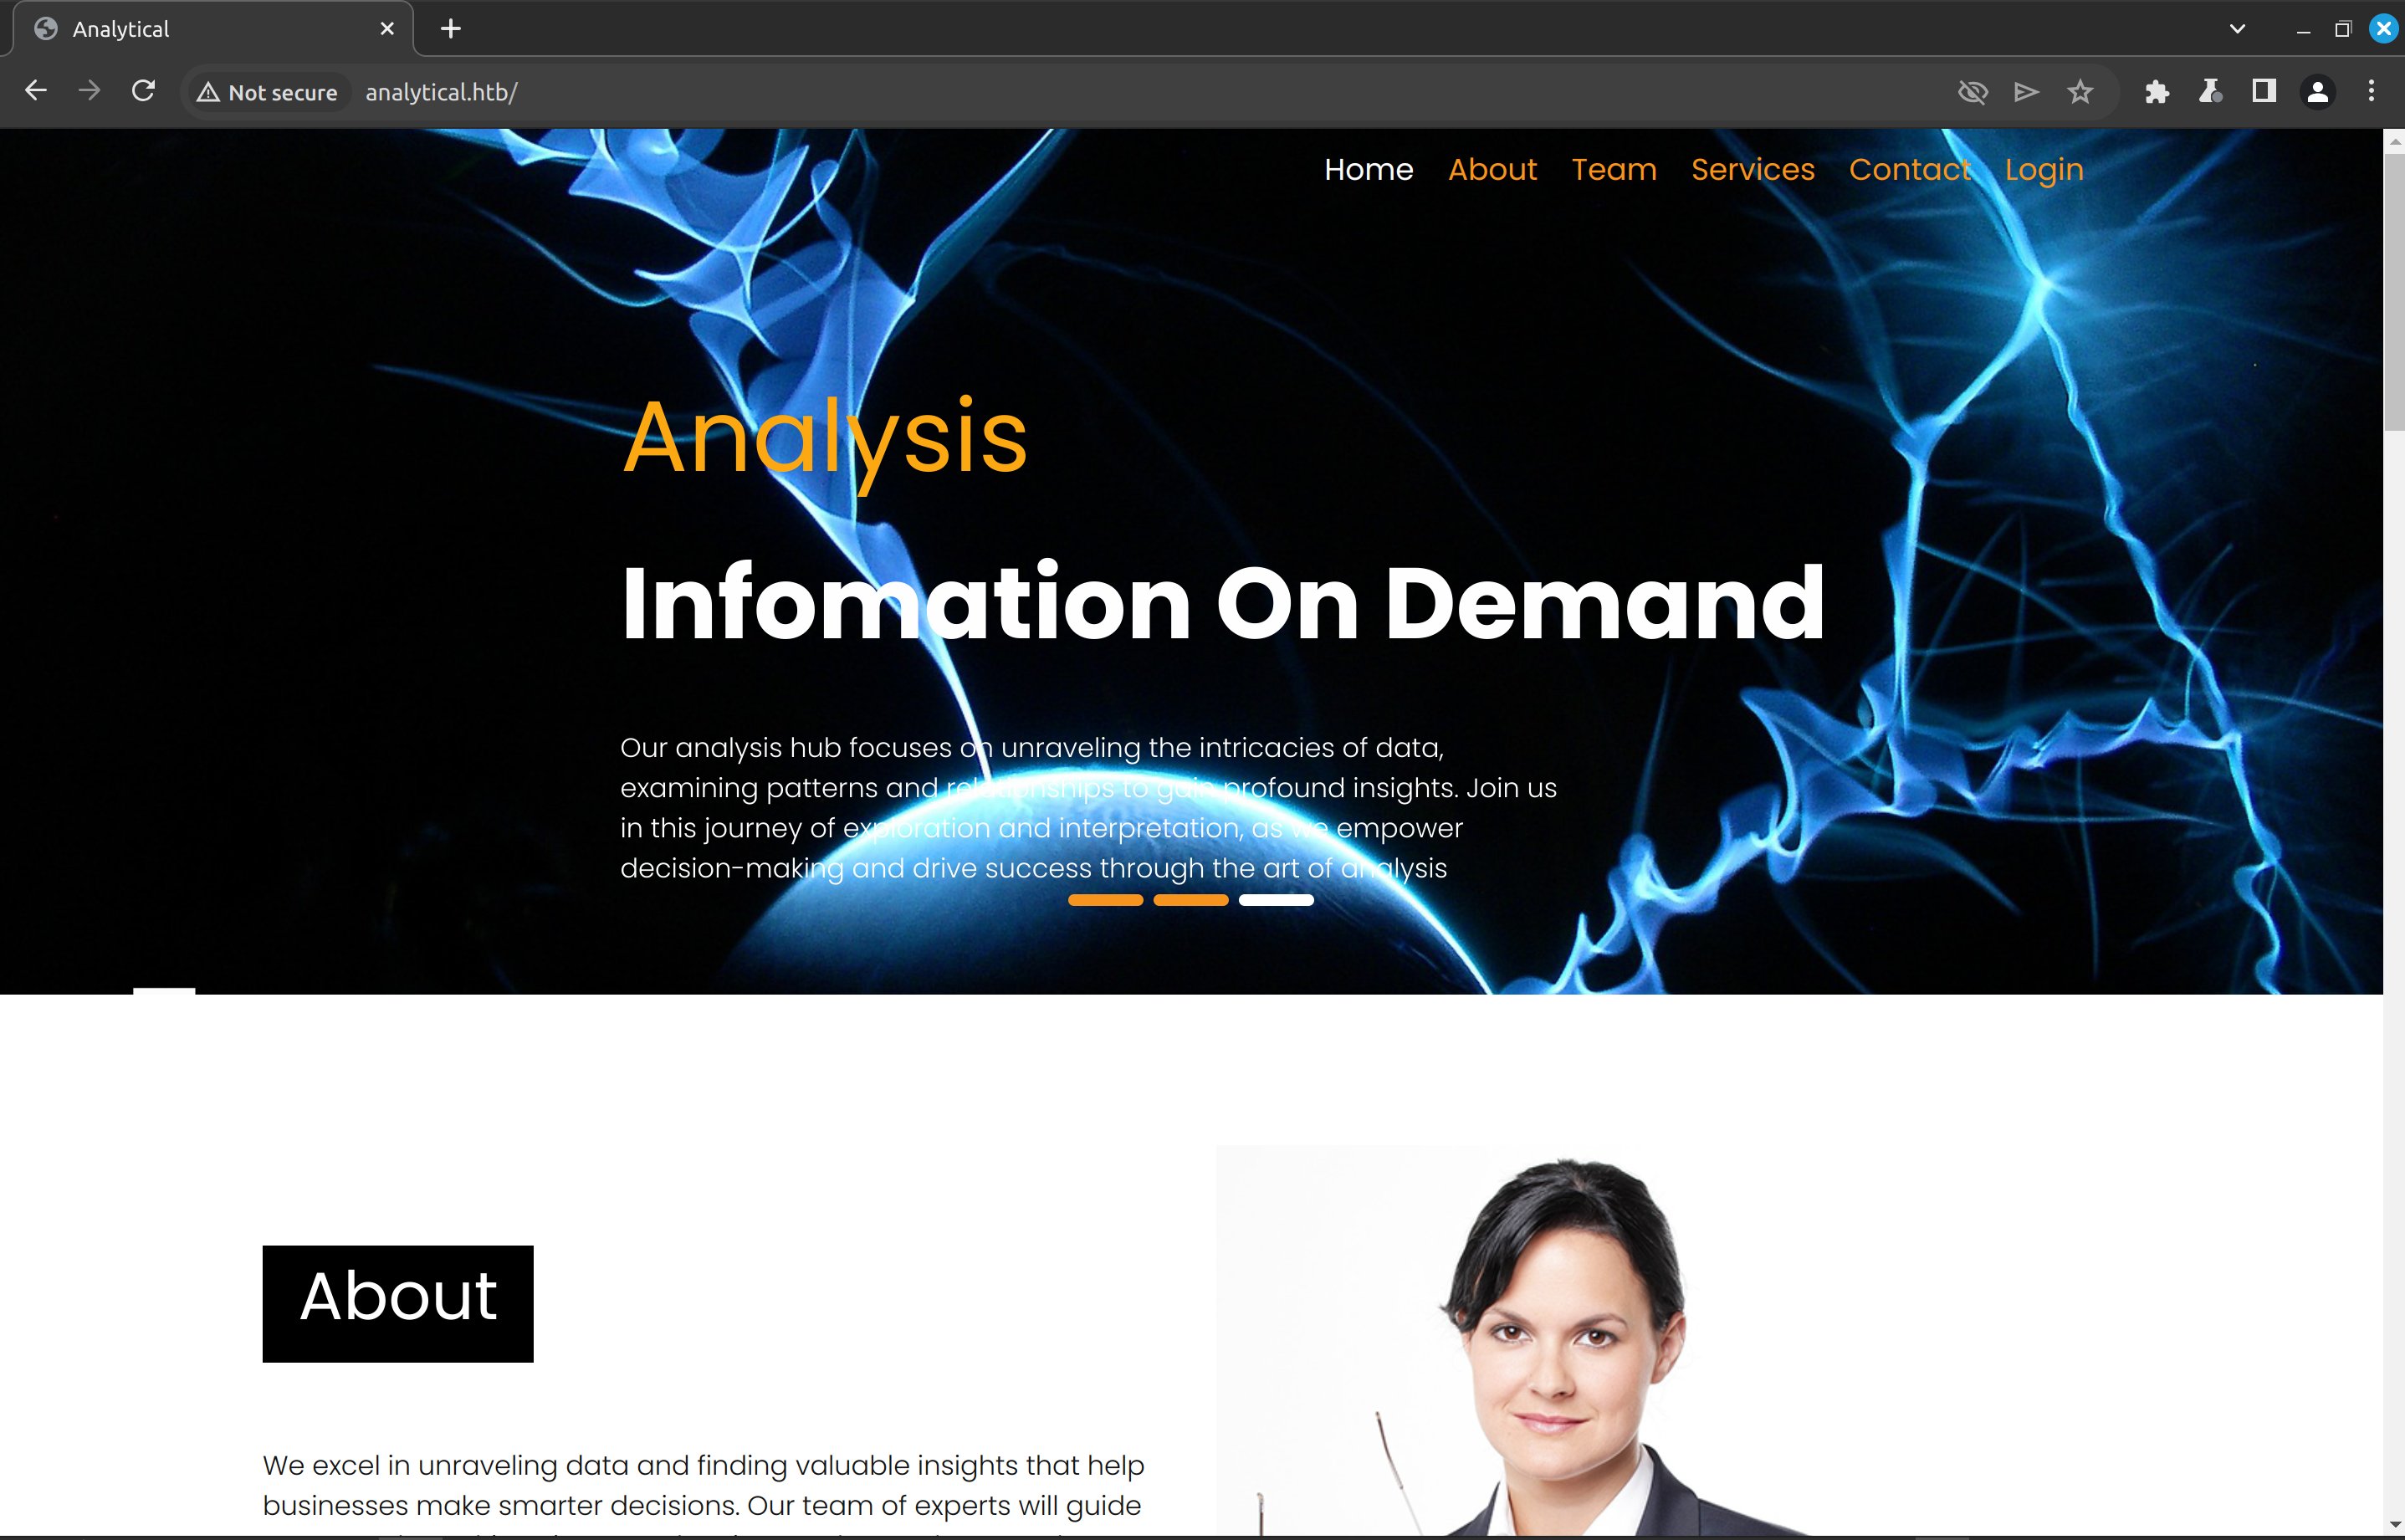 Analytical
Not secure analytical.htb/
Home About Team Services Contact Login
Analysis
Infomation On Demand
Our analysis hub focuses on unraveling the intricacies of data,
examining patterns and relationships to gain profound insights. Join us
in this journey of exploration and interpretation, as we empower
decision-making and drive success through the art of analysis
About
We excel in unraveling data and finding valuable insights that help
businesses make smarter decisions. Our team of experts will guide